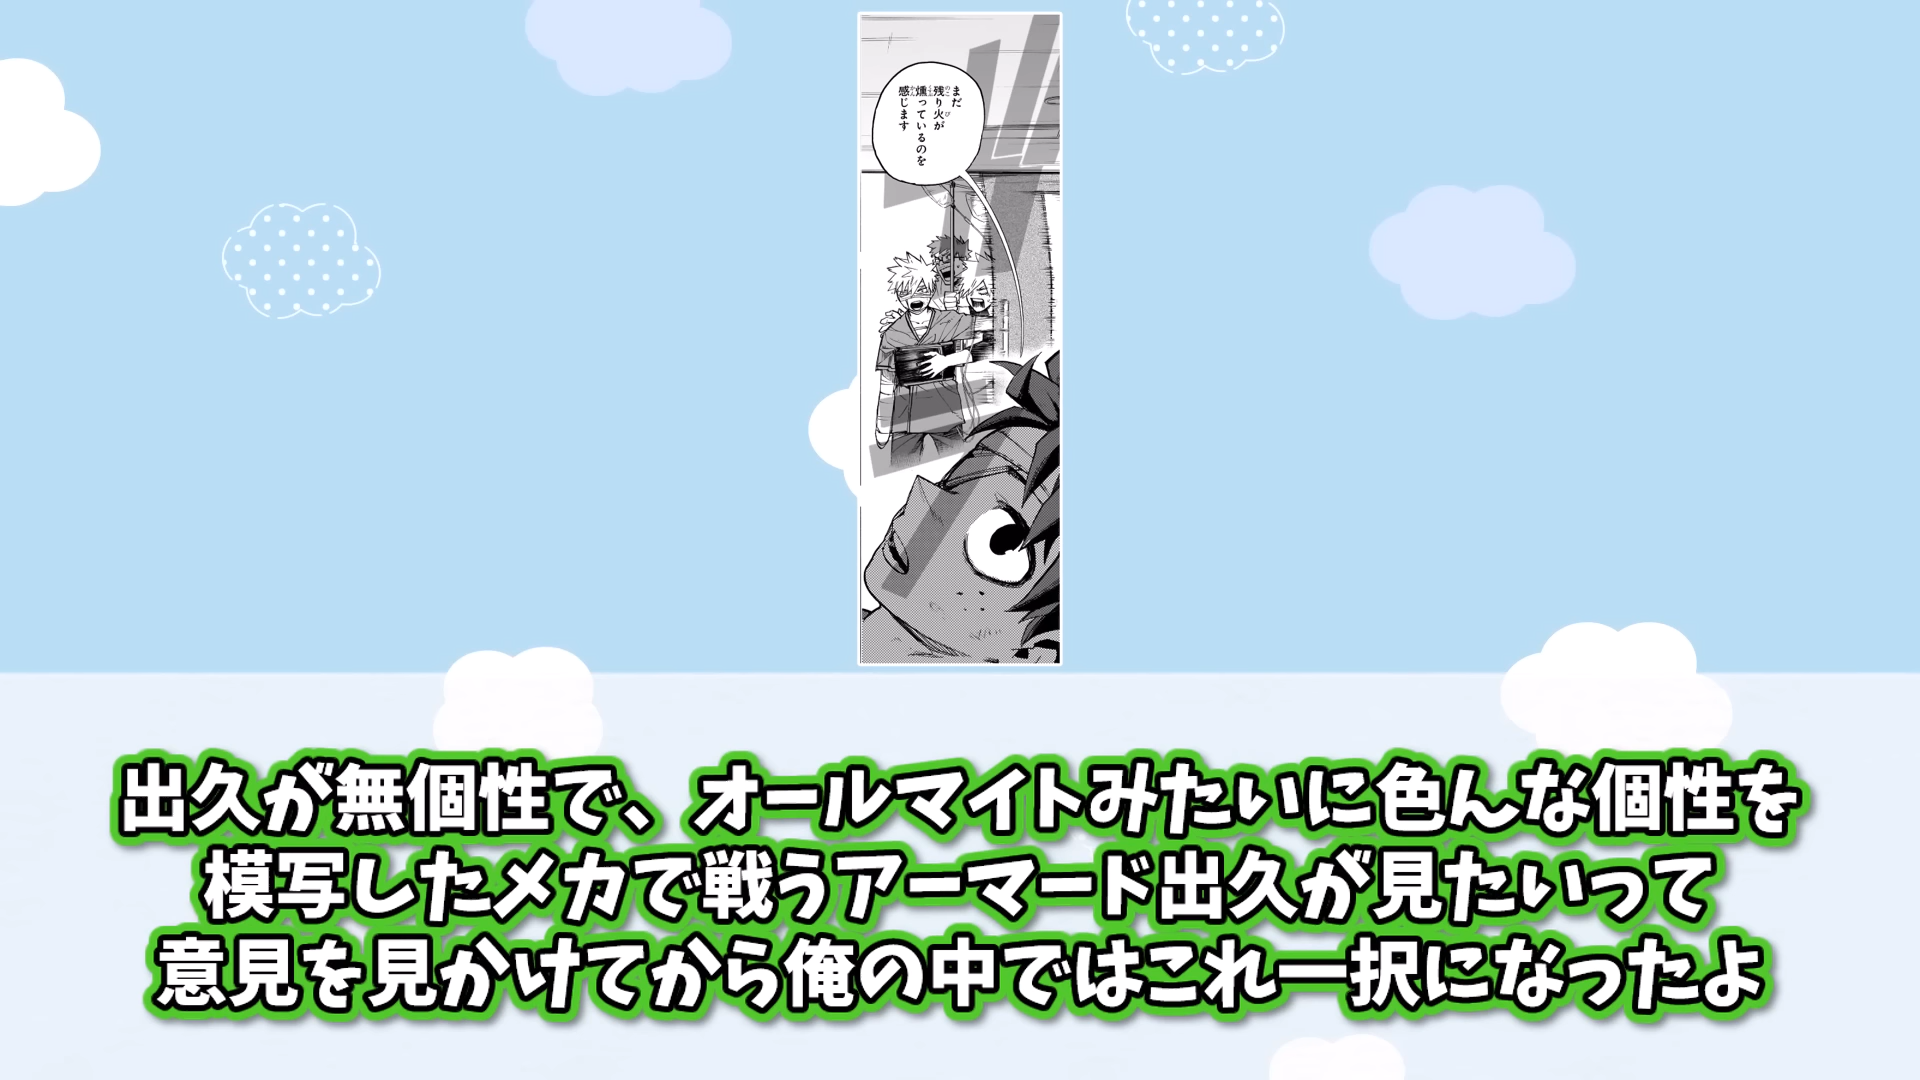 まだ
残り火が
燻っているのを
感じます
出久が無個性で、オールマイトみたいに色んな個性を
模写したメカで戦うアーマード出久が見たいって
意見を見かけてから俺の中ではこれ一択になったよ